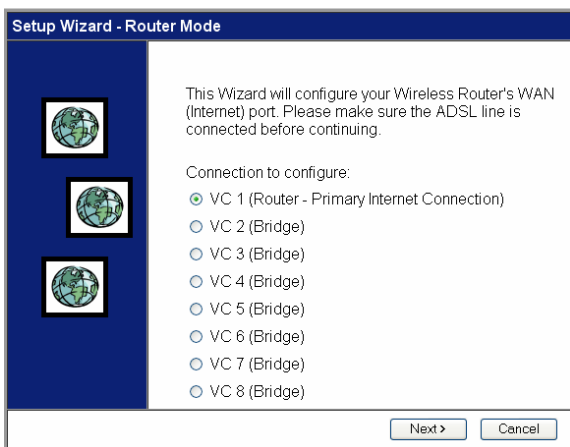 Setup Wizard - Router Mode
This Wizard will configure your Wireless Router's WAN
(Internet) port. Please make sure the ADSL line is
connected before continuing.
Connection to configure:
VC 1 (Router - Primary Internet Connection)
VC 2 (Bridge)
VC 3 (Bridge)
VC 4 (Bridge)
VC 5 (Bridge)
VC 6 (Bridge)
VC 7 (Bridge)
VC 8 (Bridge)
Next >
Cancel